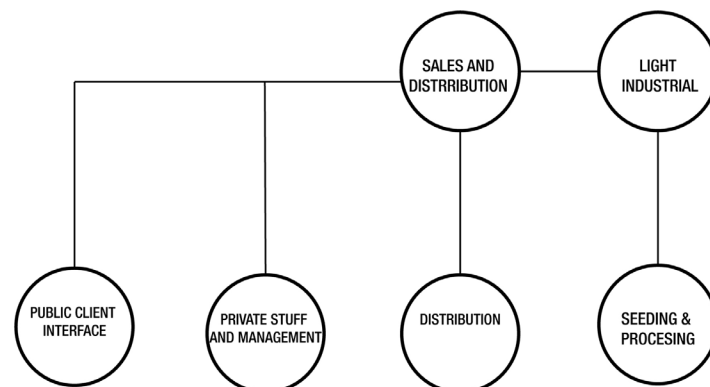 SALES AND
DISTRRIBUTION
LIGHT
INDUSTRIAL
PUBLIC CLIENT
INTERFACE
PRIVATE STUFF
AND MANAGEMENT
DISTRIBUTION
SEEDING &
PROCESING